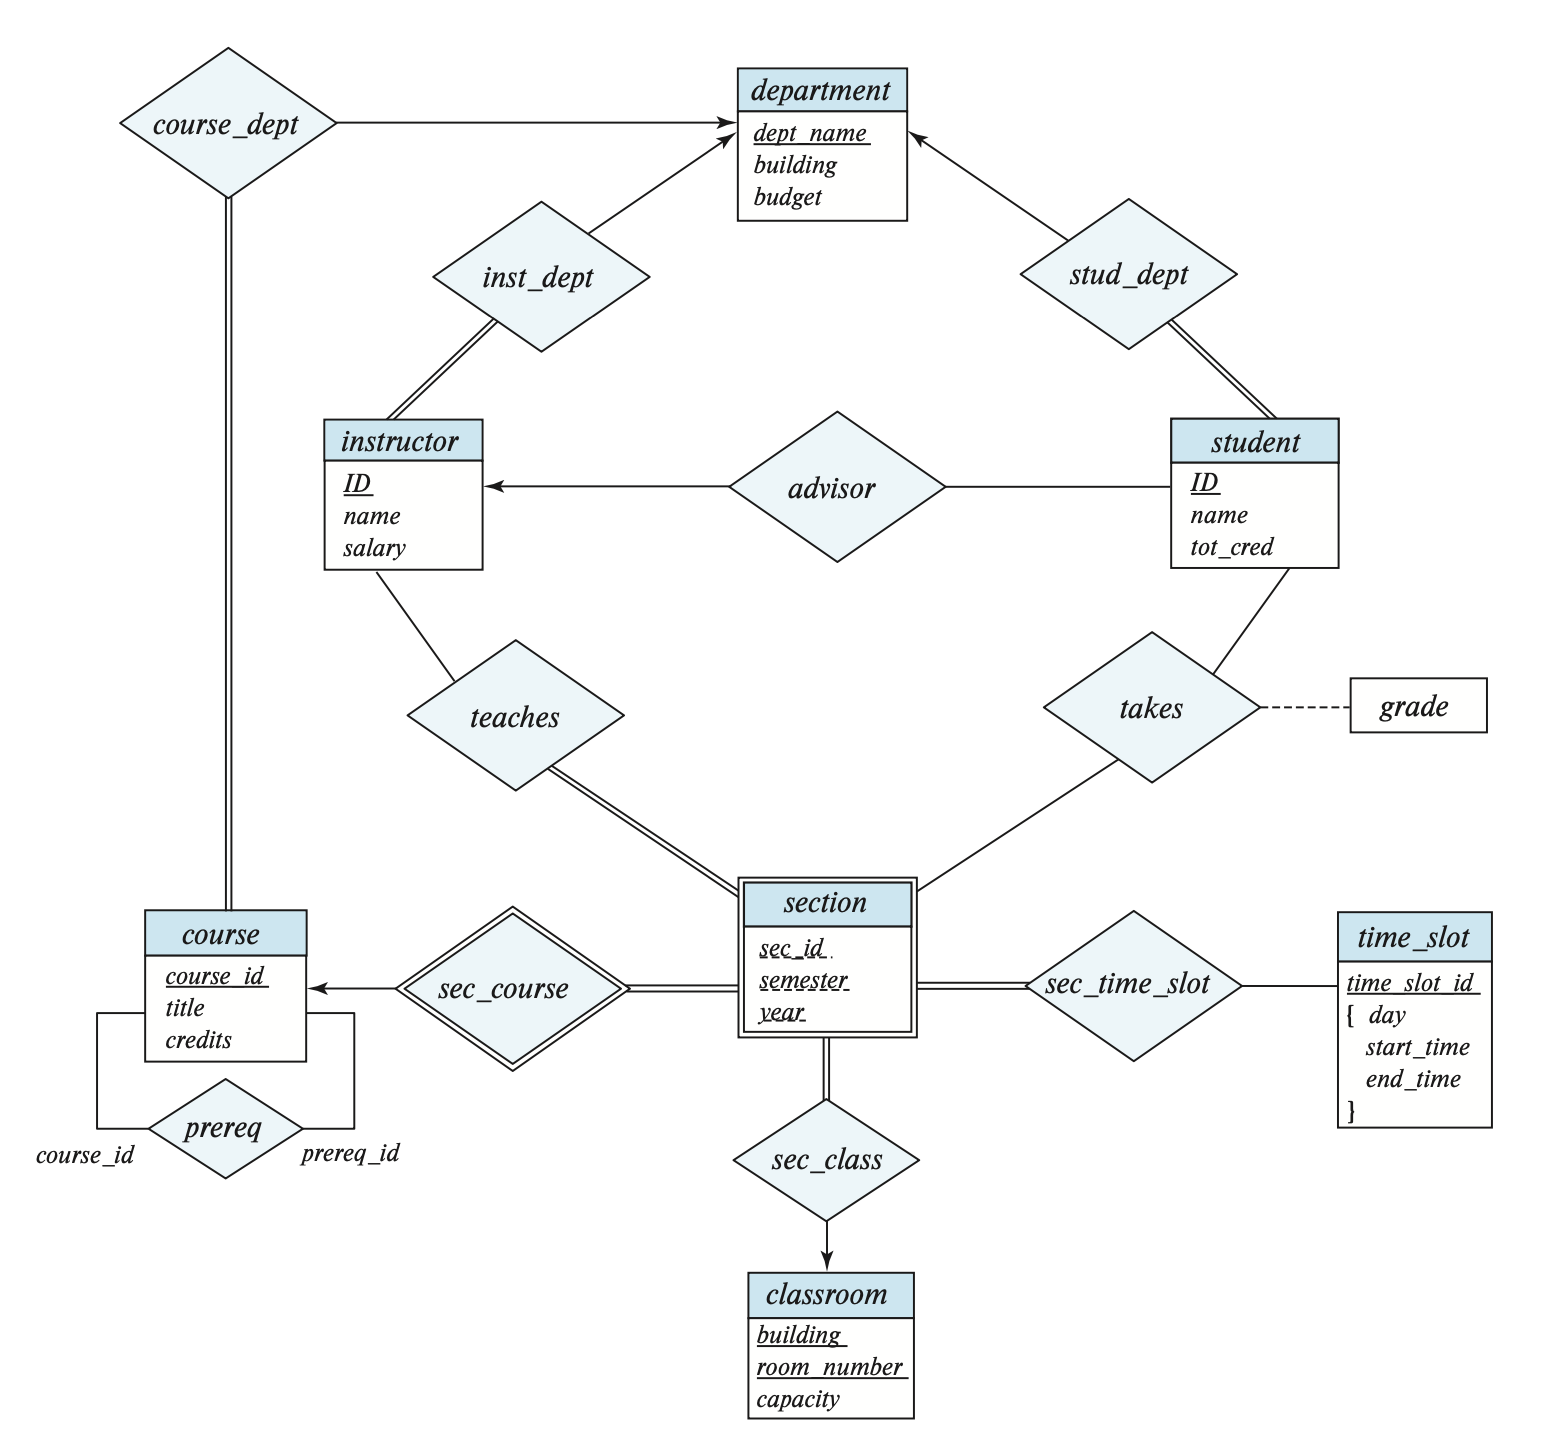 course_dept
department
dept_name
building
budget
inst_dept
stud_dept
instructor
ID
name
salary
advisor
student
ID
name
tot_cred
teaches
takes
grade
course
course_id
title
credits
sec_course
section
sec_id
semester
year
sec_time_slot
time_slot
time_slot_id
{ day
start_time
end_time
}
prereq
course_id
prereq_id
sec_class
classroom
building
room_number
capacity